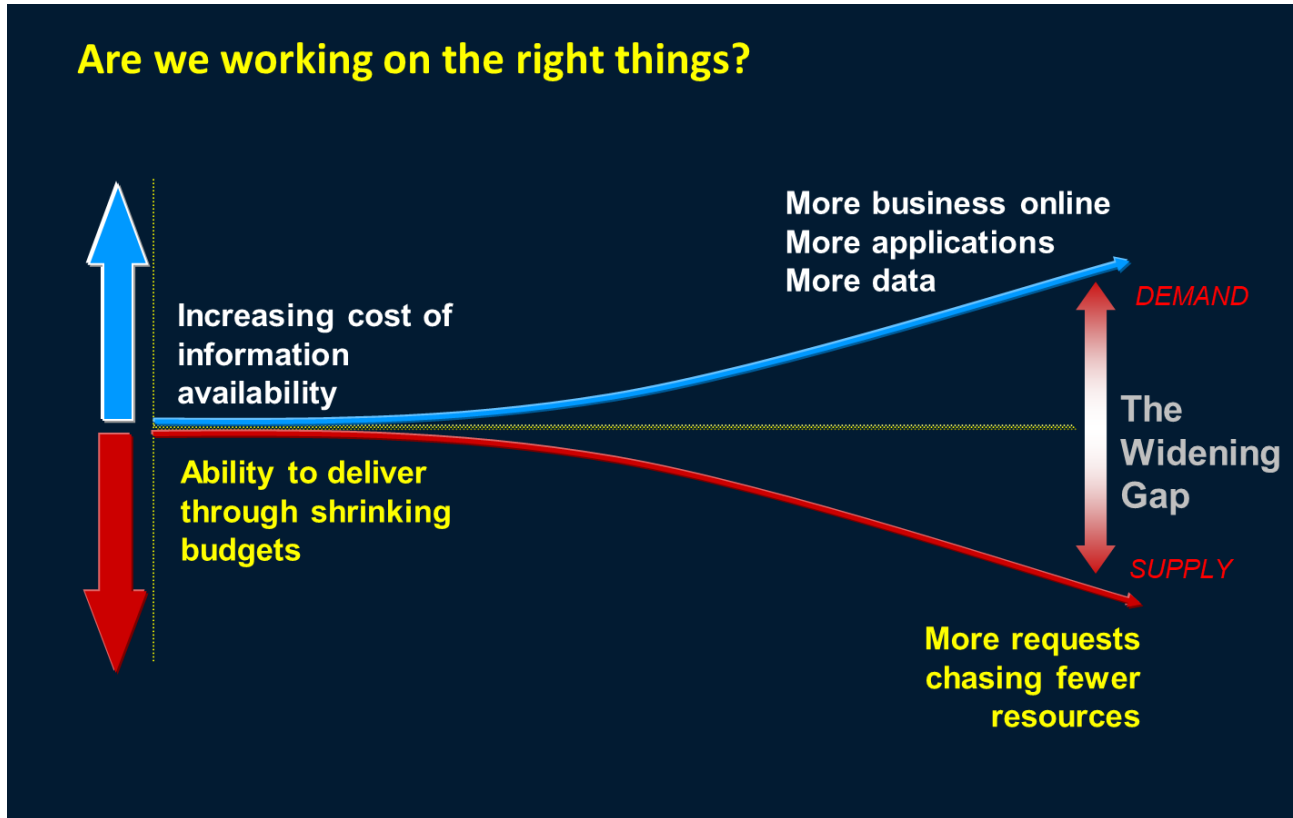 Are we working on the right things?
More business online
More applications
More data
DEMAND
Increasing cost of
information
availability
The
Widening
Gap
Ability to deliver
through shrinking
budgets
SUPPLY
More requests
chasing fewer
resources